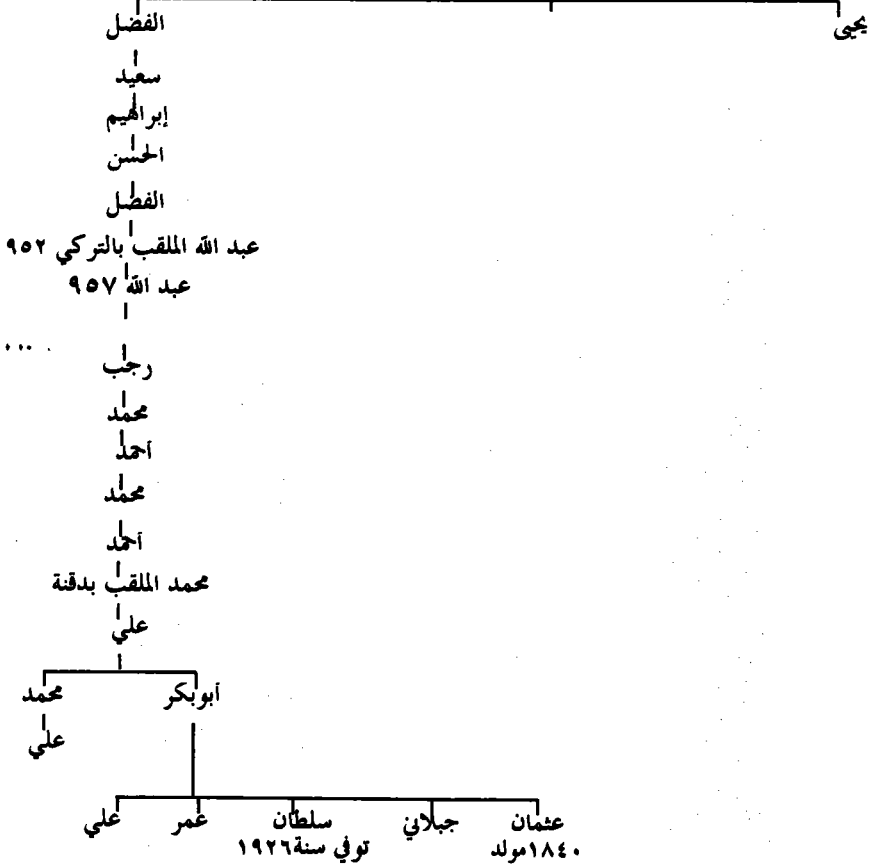 يحيى الفضل
سعيد
إبراهيم
الحسن
الفضل
عبد الله الملقب بالتركي ٩٥٢
عبد الله ٩٥٧
رجب
محمد
أحمد
محمد
أحمد
محمد الملقب بدقنة
علي
أبوبكر محمد
علي
عثمان جيلاني سلطان عمر علي
١٨٤٠مولد توفي سنة١٩٢٦